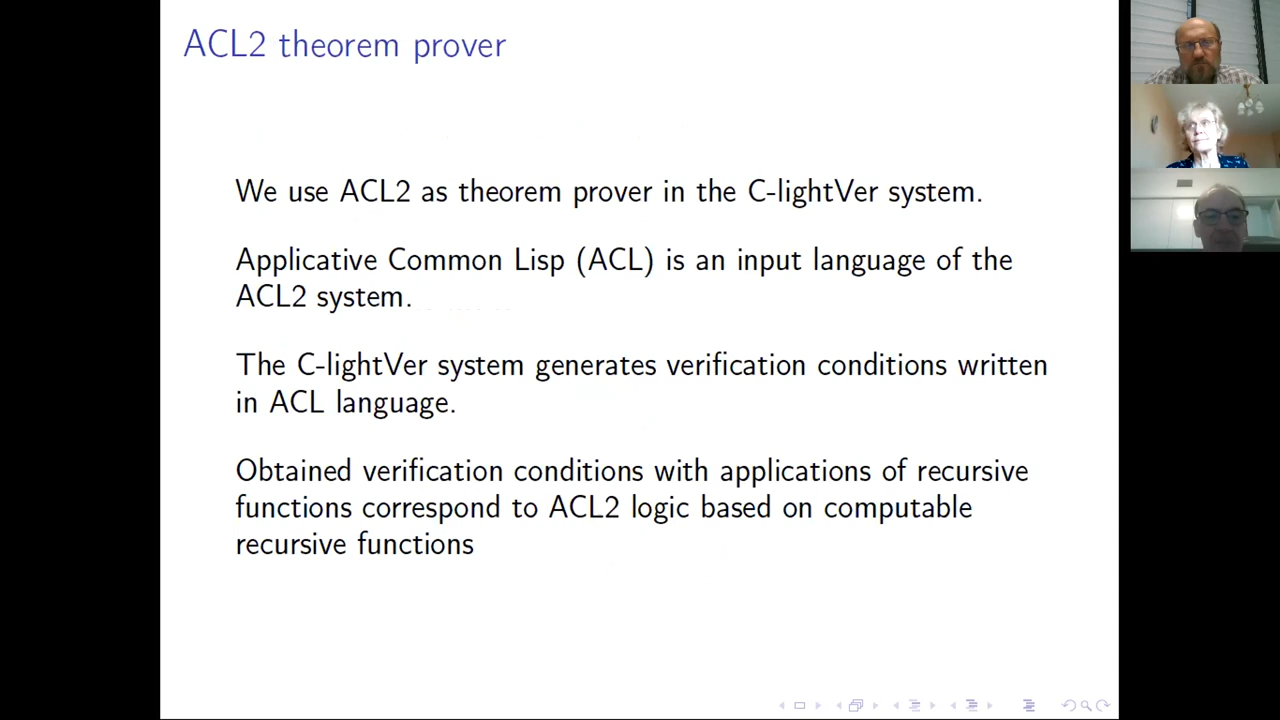 ACL2 theorem prover
We use ACL2 as theorem prover in the C-lightVer system.
Applicative Common Lisp (ACL) is an input language of the
ACL2 system.
The C-lightVer system generates verification conditions written
in ACL language.
Obtained verification conditions with applications of recursive
functions correspond to ACL2 logic based on computable
recursive functions